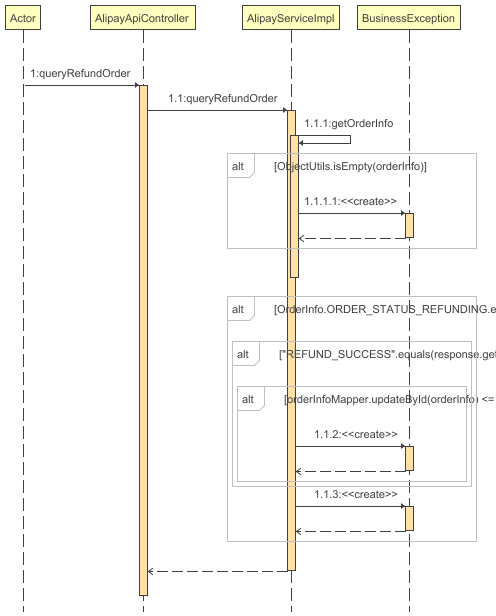 Actor
AlipayApiController
AlipayServiceImpl
BusinessException
1:queryRefundOrder
1.1:queryRefundOrder
1.1.1:getOrderInfo
alt
[ObjectUtils.isEmpty(orderInfo)]
1.1.1.1:<<create>>
alt
[OrderInfo.ORDER_STATUS_REFUNDING.e
alt
["REFUND_SUCCESS".equals(response.get
alt
[orderInfoMapper.updateById(orderInfo) <=
1.1.2:<<create>>
1.1.3:<<create>>